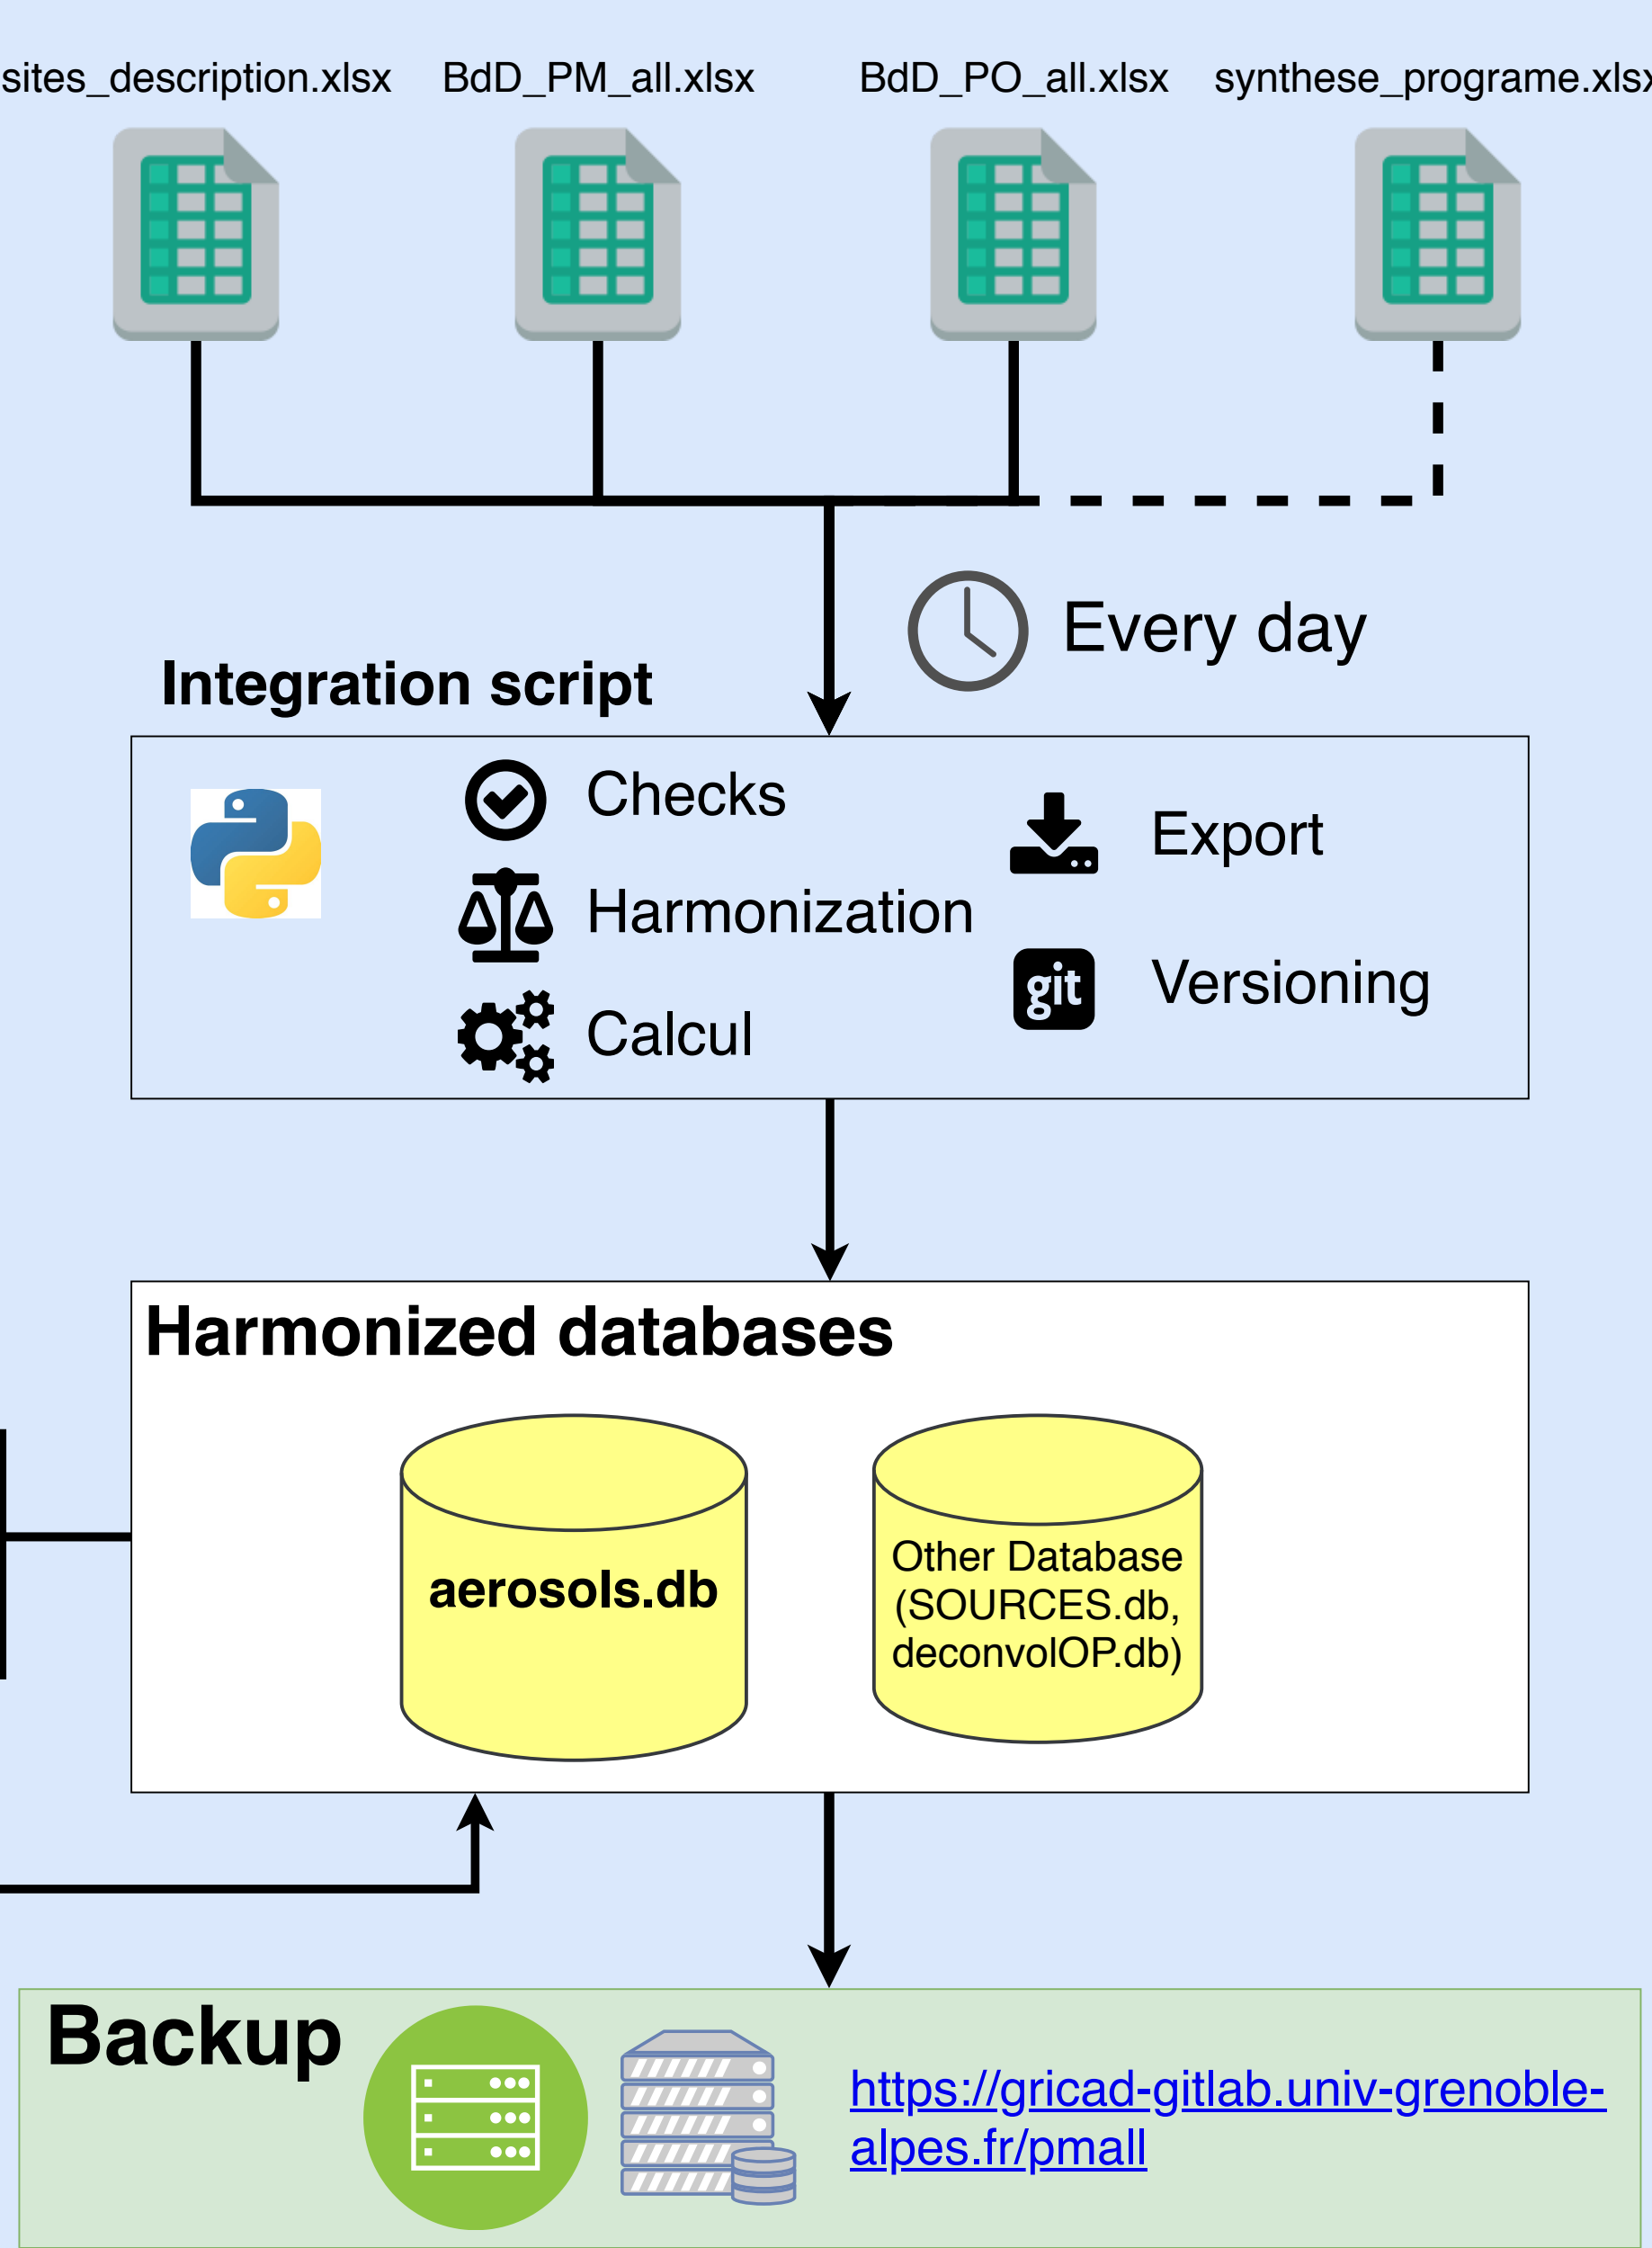 sites_description.xlsx BdD_PM_all.xlsx BdD_PO_all.xlsx synthese_programe.xlsx
Every day
Integration script
Checks
Harmonization
Calcul
Export
git Versioning
Harmonized databases
aerosols.db
Other Database
(SOURCES.db,
deconvolOP.db)
Backup
https://gricad-gitlab.univ-grenoble-
alpes.fr/pmall